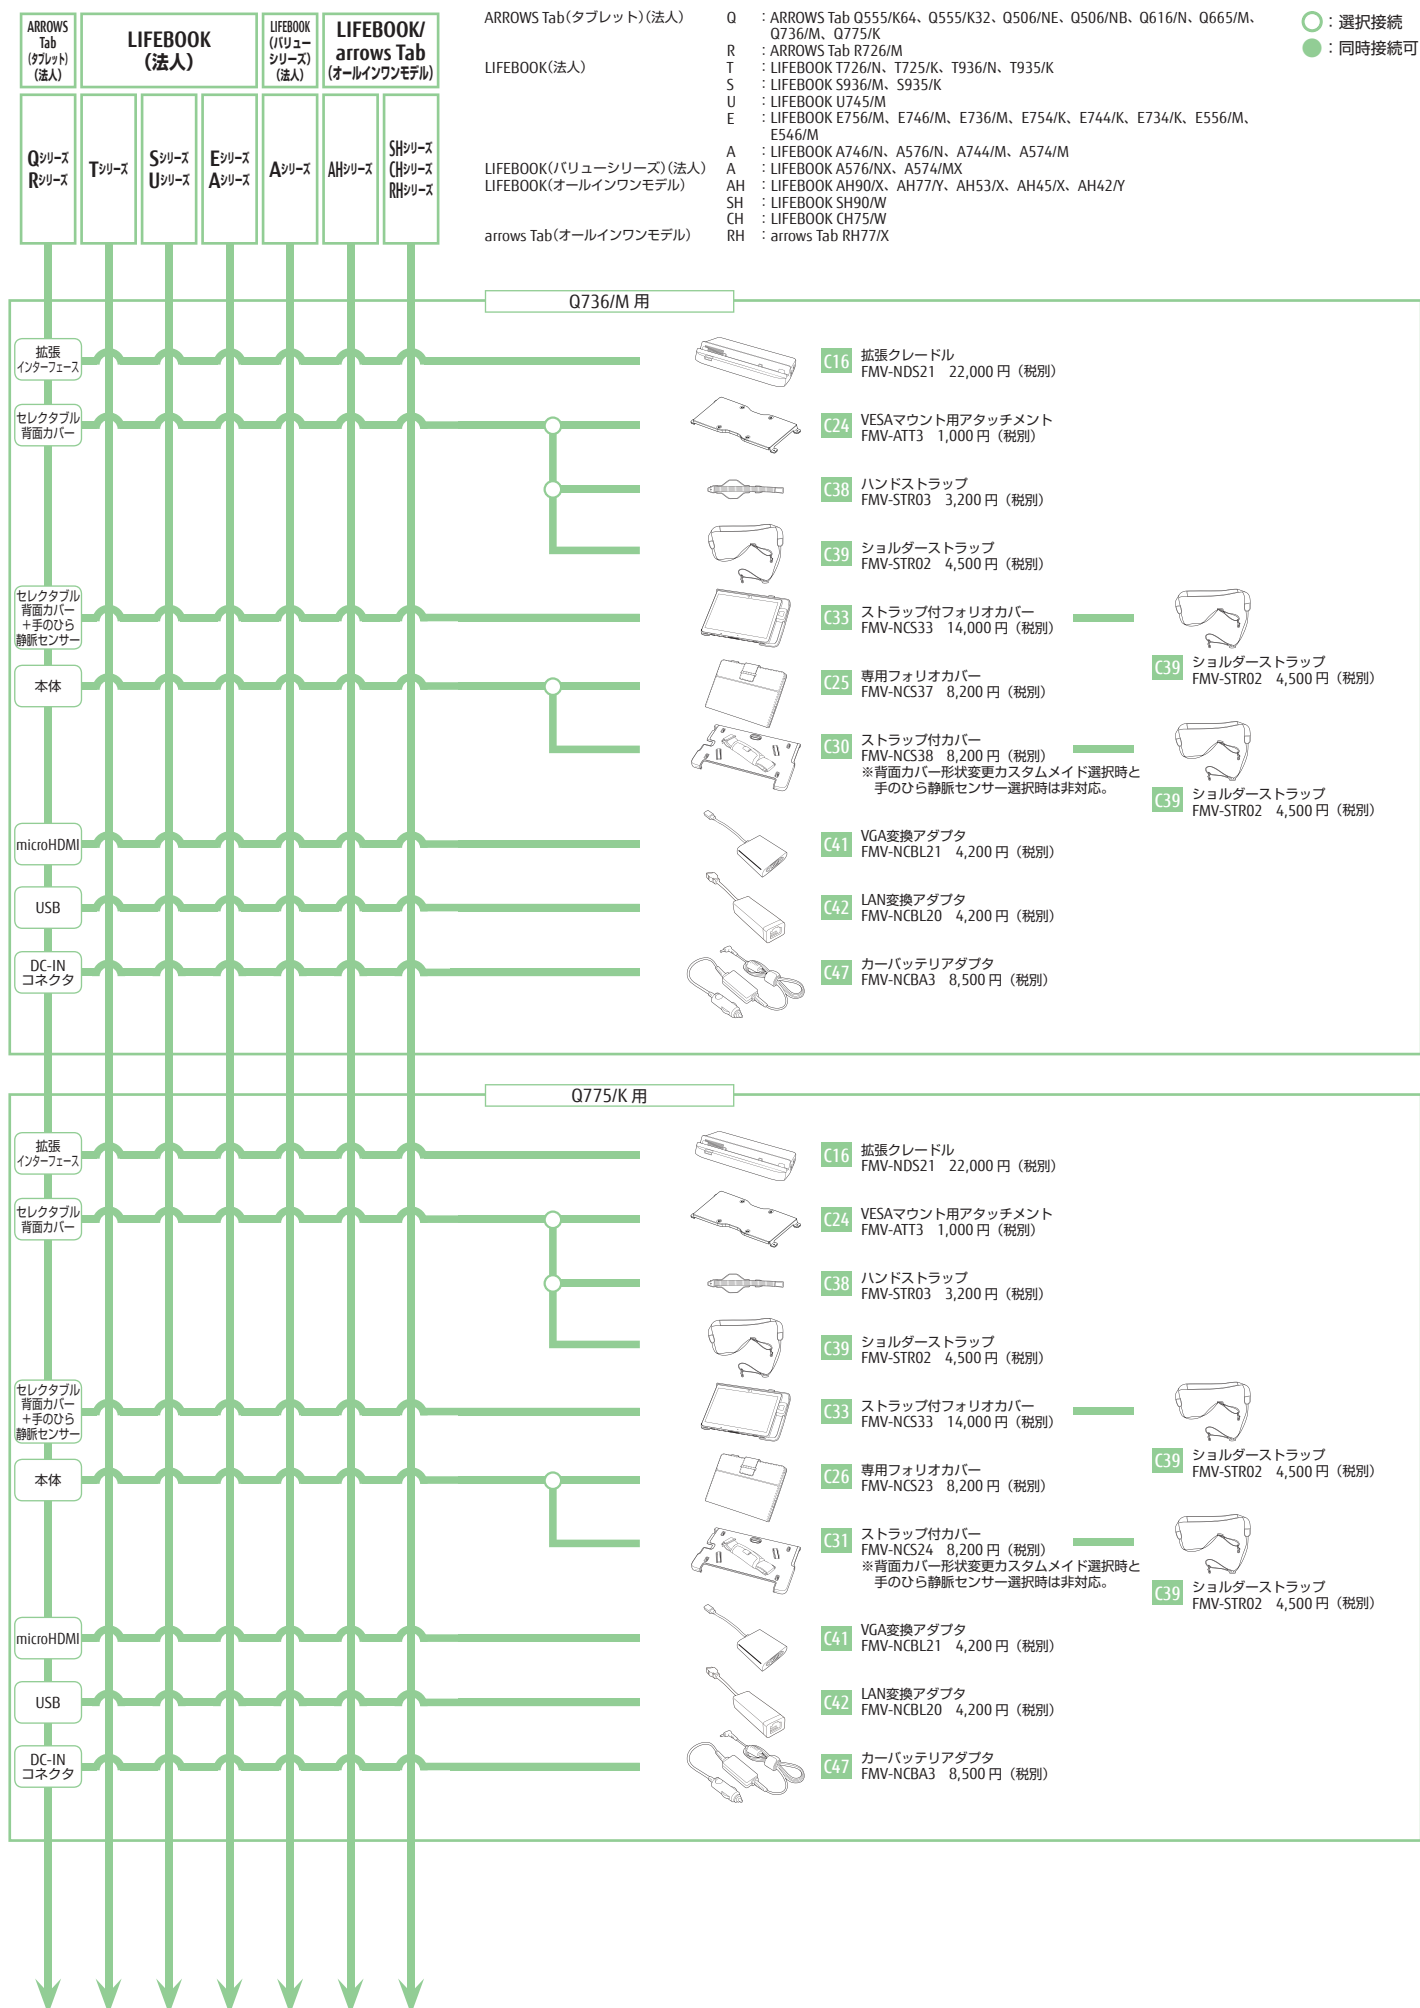 ARROWS
Tab
(タブレット)
(法人)
LIFEBOOK
(法人)
LIFEBOOK
(バリュー
シリーズ)
(法人)
LIFEBOOK/
arrows Tab
(オールインワンモデル)
Qシリーズ
Rシリーズ
Tシリーズ
Sシリーズ
Uシリーズ
Eシリーズ
Aシリーズ
Aシリーズ
AHシリーズ
SHシリーズ
CHシリーズ
RHシリーズ
ARROWS Tab(タブレット)(法人) Q :ARROWS Tab Q555/K64、Q555/K32、Q506/NE、Q506/NB、Q616/N、Q665/M、
Q736/M、Q775/K
R :ARROWS Tab R726/M
LIFEBOOK(法人) T :LIFEBOOK T726/N、T725/K、T936/N、T935/K
S :LIFEBOOK S936/M、S935/K
U :LIFEBOOK U745/M
E :LIFEBOOK E756/M、E746/M、E736/M、E754/K、E744/K、E734/K、E556/M、
E546/M
A :LIFEBOOK A746/N、A576/N、A744/M、A574/M
LIFEBOOK(バリューシリーズ)(法人) A :LIFEBOOK A576/NX、A574/MX
LIFEBOOK(オールインワンモデル) AH :LIFEBOOK AH90/X、AH77/Y、AH53/X、AH45/X、AH42/Y
SH :LIFEBOOK SH90/W
CH :LIFEBOOK CH75/W
arrows Tab(オールインワンモデル) RH :arrows Tab RH77/X
:選択接続
:同時接続可
Q736/M 用
拡張
インターフェース
C16 拡張クレードル
FMV-NDS21 22,000 円(税別)
セレクタブル
背面カバー
C24 VESAマウント用アタッチメント
FMV-ATT3 1,000 円(税別)
C38 ハンドストラップ
FMV-STR03 3,200 円(税別)
C39 ショルダーストラップ
FMV-STR02 4,500 円(税別)
セレクタブル
背面カバー
+手のひら
静脈センサー
C33 ストラップ付フォリオカバー
FMV-NCS33 14,000 円(税別)
C39 ショルダーストラップ
FMV-STR02 4,500 円(税別)
本体
C25 専用フォリオカバー
FMV-NCS37 8,200 円(税別)
C30 ストラップ付カバー
FMV-NCS38 8,200 円(税別)
※背面カバー形状変更カスタムメイド選択時と
手のひら静脈センサー選択時は非対応。
C39 ショルダーストラップ
FMV-STR02 4,500 円(税別)
microHDMI
C41 VGA変換アダプタ
FMV-NCBL21 4,200 円(税別)
USB
C42 LAN変換アダプタ
FMV-NCBL20 4,200 円(税別)
DC-IN
コネクタ
C47 カーバッテリアダプタ
FMV-NCBA3 8,500 円(税別)
Q775/K 用
拡張
インターフェース
C16 拡張クレードル
FMV-NDS21 22,000 円(税別)
セレクタブル
背面カバー
C24 VESAマウント用アタッチメント
FMV-ATT3 1,000 円(税別)
C38 ハンドストラップ
FMV-STR03 3,200 円(税別)
C39 ショルダーストラップ
FMV-STR02 4,500 円(税別)
セレクタブル
背面カバー
+手のひら
静脈センサー
C33 ストラップ付フォリオカバー
FMV-NCS33 14,000 円(税別)
C39 ショルダーストラップ
FMV-STR02 4,500 円(税別)
本体
C26 専用フォリオカバー
FMV-NCS23 8,200 円(税別)
C31 ストラップ付カバー
FMV-NCS24 8,200 円(税別)
※背面カバー形状変更カスタムメイド選択時と
手のひら静脈センサー選択時は非対応。
C39 ショルダーストラップ
FMV-STR02 4,500 円(税別)
microHDMI
C41 VGA変換アダプタ
FMV-NCBL21 4,200 円(税別)
USB
C42 LAN変換アダプタ
FMV-NCBL20 4,200 円(税別)
DC-IN
コネクタ
C47 カーバッテリアダプタ
FMV-NCBA3 8,500 円(税別)